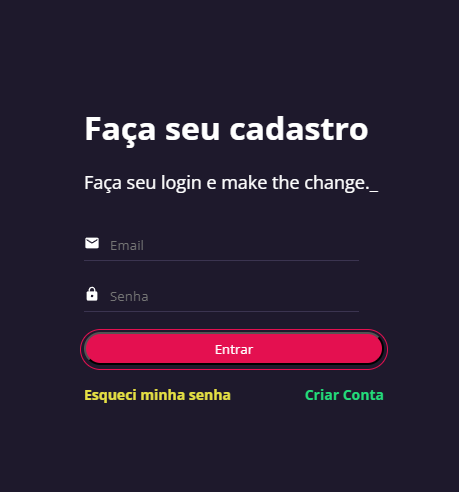 Faça seu cadastro
Faça seu login e make the change._
Email
Senha
Entrar
Esqueci minha senha
Criar Conta